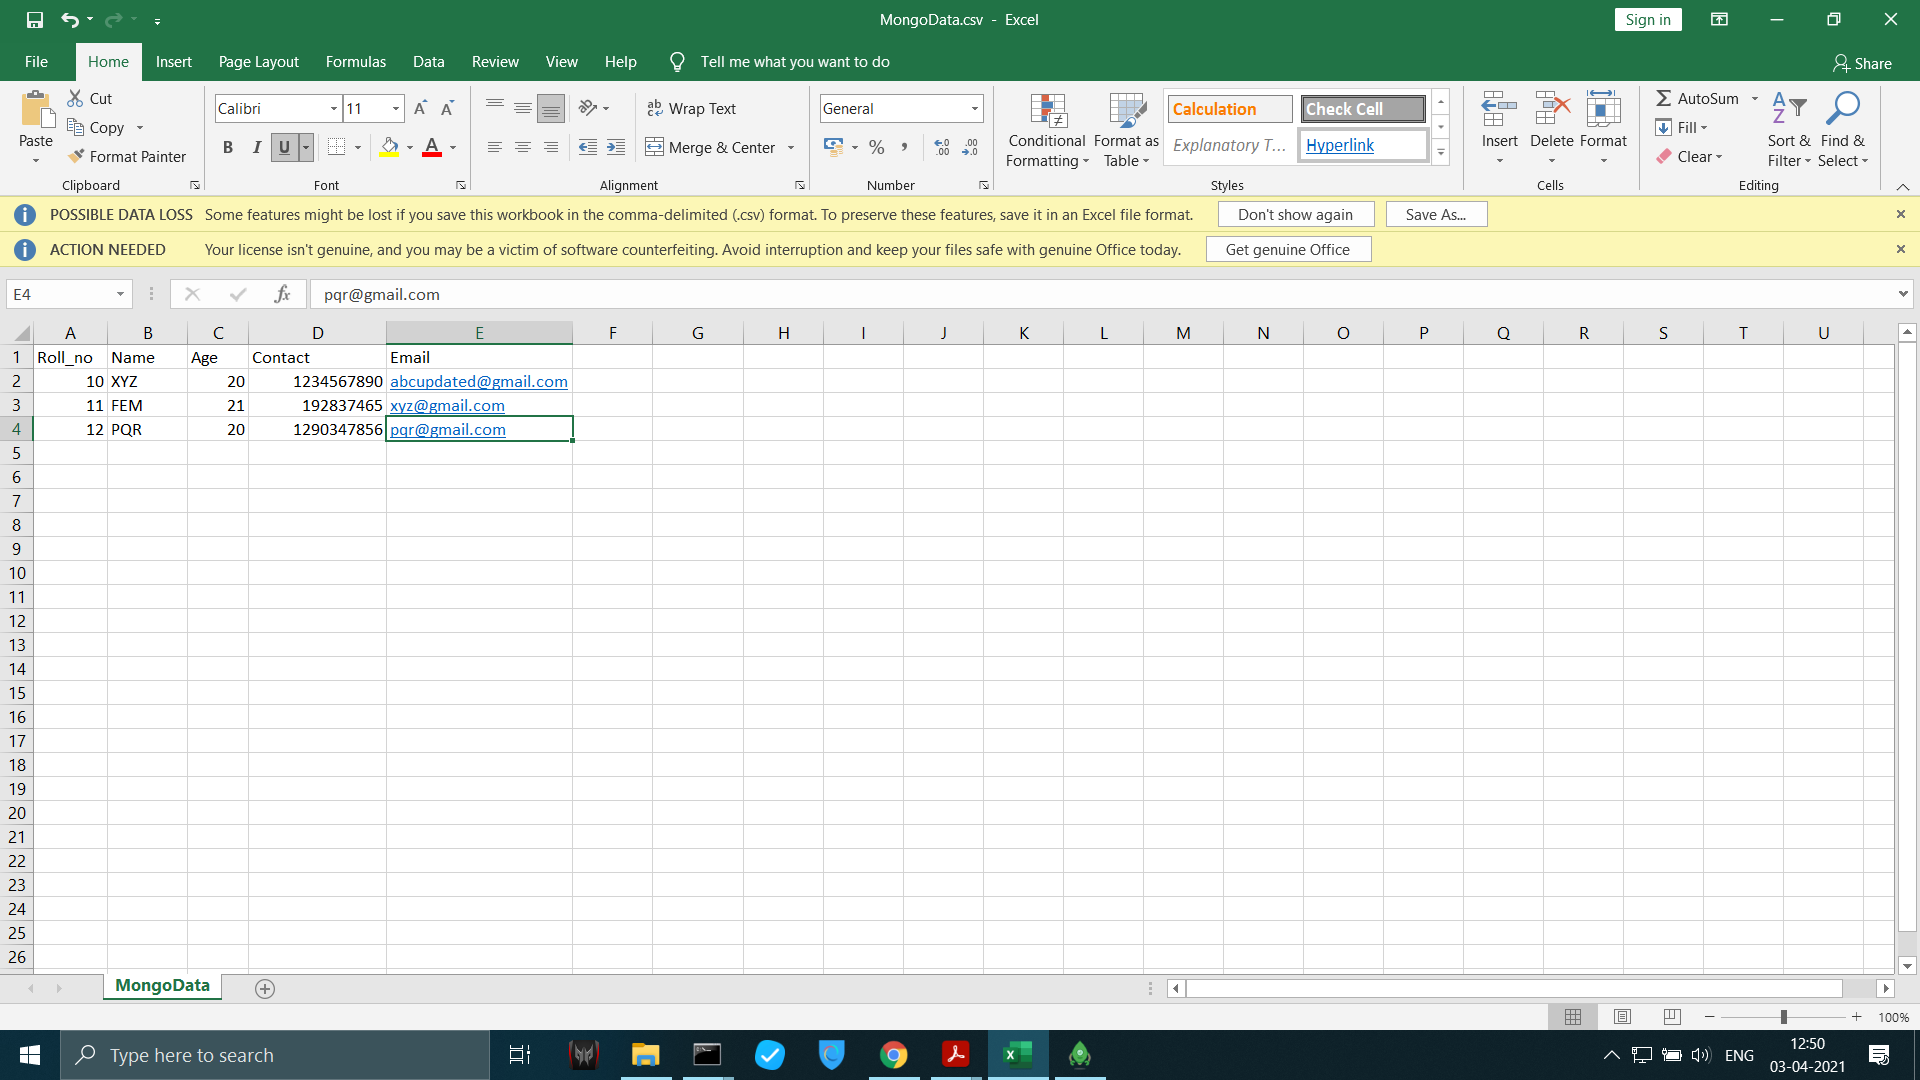 MongoData.csv - Excel
Sign in
File Home Insert Page Layout Formulas Data Review View Help Tell me what you want to do Share
Paste
Cut
Copy
Format Painter
Clipboard
Calibri 11 A A
B I U A
Font
ab Wrap Text
Merge & Center
Alignment
General
% , .00 .00
Number
Conditional Formatting
Format as Table
Calculation Check Cell
Explanatory T... Hyperlink
Styles
Insert Delete Format
Cells
AutoSum
Fill
Clear
Sort & Filter
Find & Select
Editing
POSSIBLE DATA LOSS Some features might be lost if you save this workbook in the comma-delimited (.csv) format. To preserve these features, save it in an Excel file format. Don't show again Save As...
ACTION NEEDED Your license isn't genuine, and you may be a victim of software counterfeiting. Avoid interruption and keep your files safe with genuine Office today. Get genuine Office
E4 fx pqr@gmail.com
A B C D E F G H I J K L M N O P Q R S T U
1 Roll_no Name Age Contact Email
2 10 XYZ 20 1234567890 abcupdated@gmail.com
3 11 FEM 21 192837465 xyz@gmail.com
4 12 PQR 20 1290347856 pqr@gmail.com
5
6
7
8
9
10
11
12
13
14
15
16
17
18
19
20
21
22
23
24
25
26
MongoData
100%
Type here to search
ENG
12:50
03-04-2021